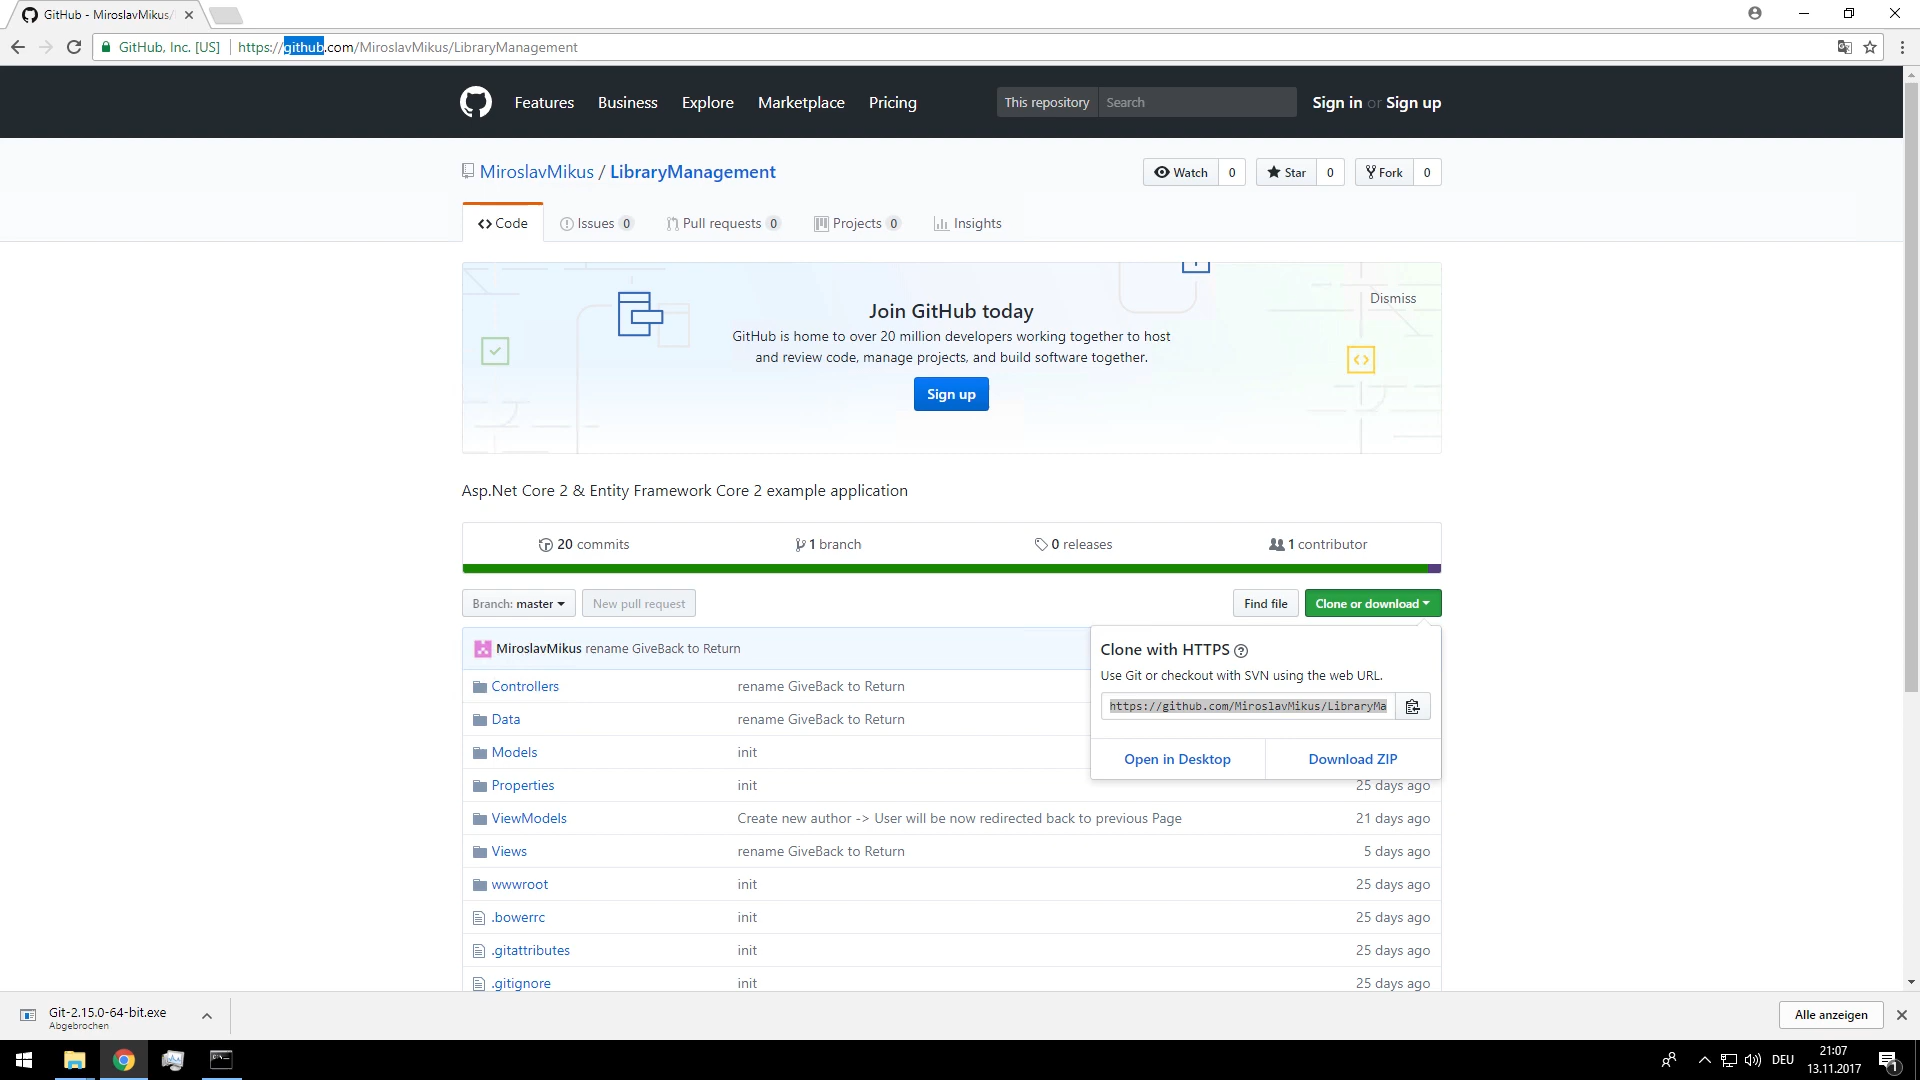 GitHub - MiroslavMikus/
GitHub, Inc. [US] https://github.com/MiroslavMikus/LibraryManagement
Features Business Explore Marketplace Pricing This repository Search Sign in or Sign up
MiroslavMikus / LibraryManagement Watch 0 Star 0 Fork 0
Code Issues 0 Pull requests 0 Projects 0 Insights
Dismiss
Join GitHub today
GitHub is home to over 20 million developers working together to host
and review code, manage projects, and build software together.
Sign up
Asp.Net Core 2 & Entity Framework Core 2 example application
20 commits 1 branch 0 releases 1 contributor
Branch: master New pull request Find file Clone or download
MiroslavMikus rename GiveBack to Return
Clone with HTTPS
Use Git or checkout with SVN using the web URL.
https://github.com/MiroslavMikus/LibraryMa
Open in Desktop Download ZIP
Controllers rename GiveBack to Return
Data rename GiveBack to Return
Models init
Properties init 25 days ago
ViewModels Create new author -> User will be now redirected back to previous Page 21 days ago
Views rename GiveBack to Return 5 days ago
wwwroot init 25 days ago
.bowerrc init 25 days ago
.gitattributes init 25 days ago
.gitignore init 25 days ago
Git-2.15.0-64-bit.exe
Abgebrochen
Alle anzeigen
DEU
21:07
13.11.2017
1